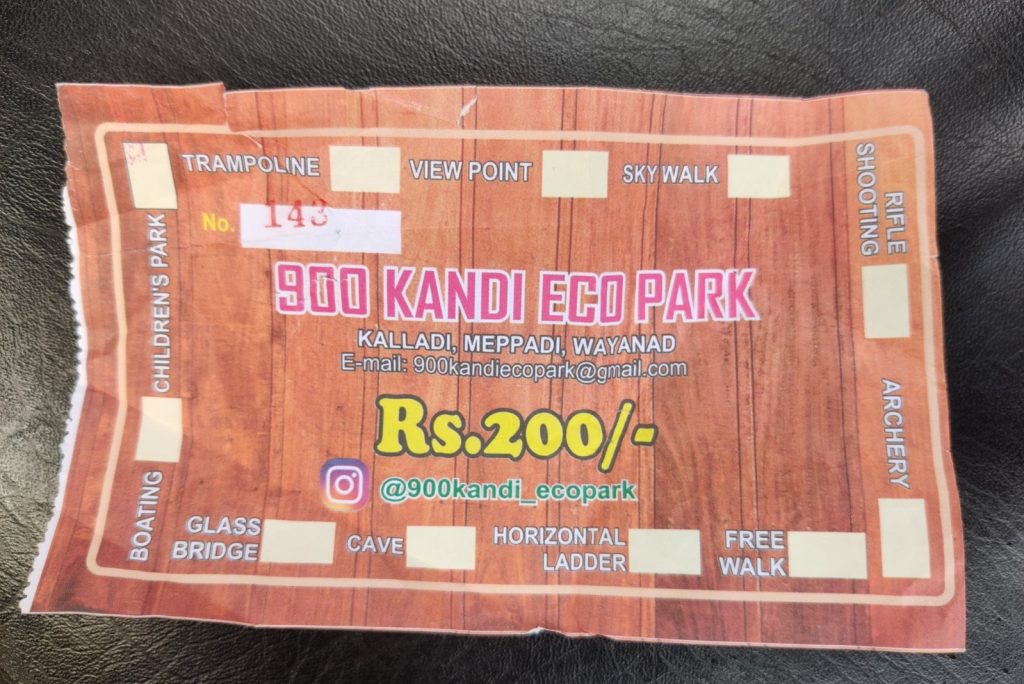 TRAMPOLINE
VIEW POINT
SKY WALK
RIFLE
SHOOTING
ARCHERY
No. 143
900 KANDI ECO PARK
KALLADI, MEPPADI, WAYANAD
E-mail: 900kandiecopark@gmail.com
Rs.200/-
@900kandi_ecopark
CHILDREN'S PARK
BOATING
GLASS
BRIDGE
CAVE
HORIZONTAL
LADDER
FREE
WALK